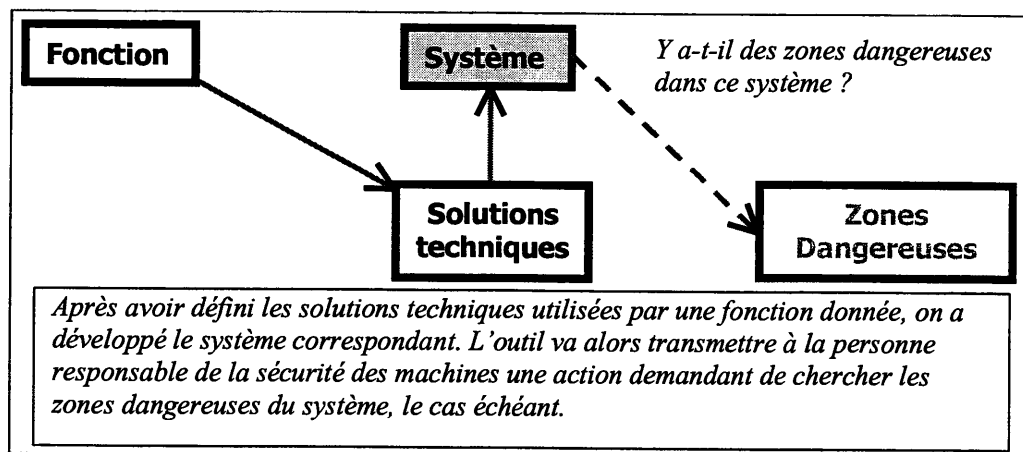 Fonction
Système
Y a-t-il des zones dangereuses
dans ce système ?
Solutions
techniques
Zones
Dangereuses
Après avoir défini les solutions techniques utilisées par une fonction donnée, on a
développé le système correspondant. L'outil va alors transmettre à la personne
responsable de la sécurité des machines une action demandant de chercher les
zones dangereuses du système, le cas échéant.